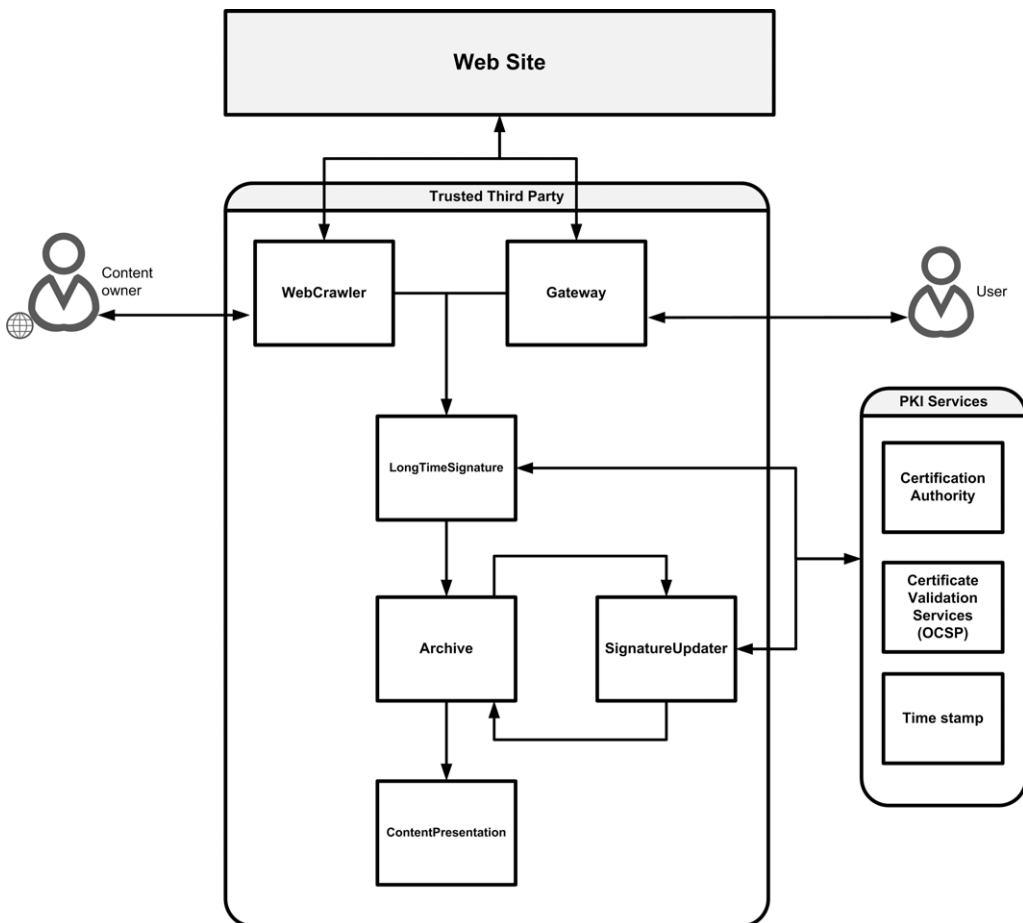 Web Site
Trusted Third Party
Content
owner
WebCrawler
Gateway
User
LongTimeSignature
PKI Services
Certification
Authority
Certificate
Validation
Services
(OCSP)
Archive
SignatureUpdater
Time stamp
ContentPresentation